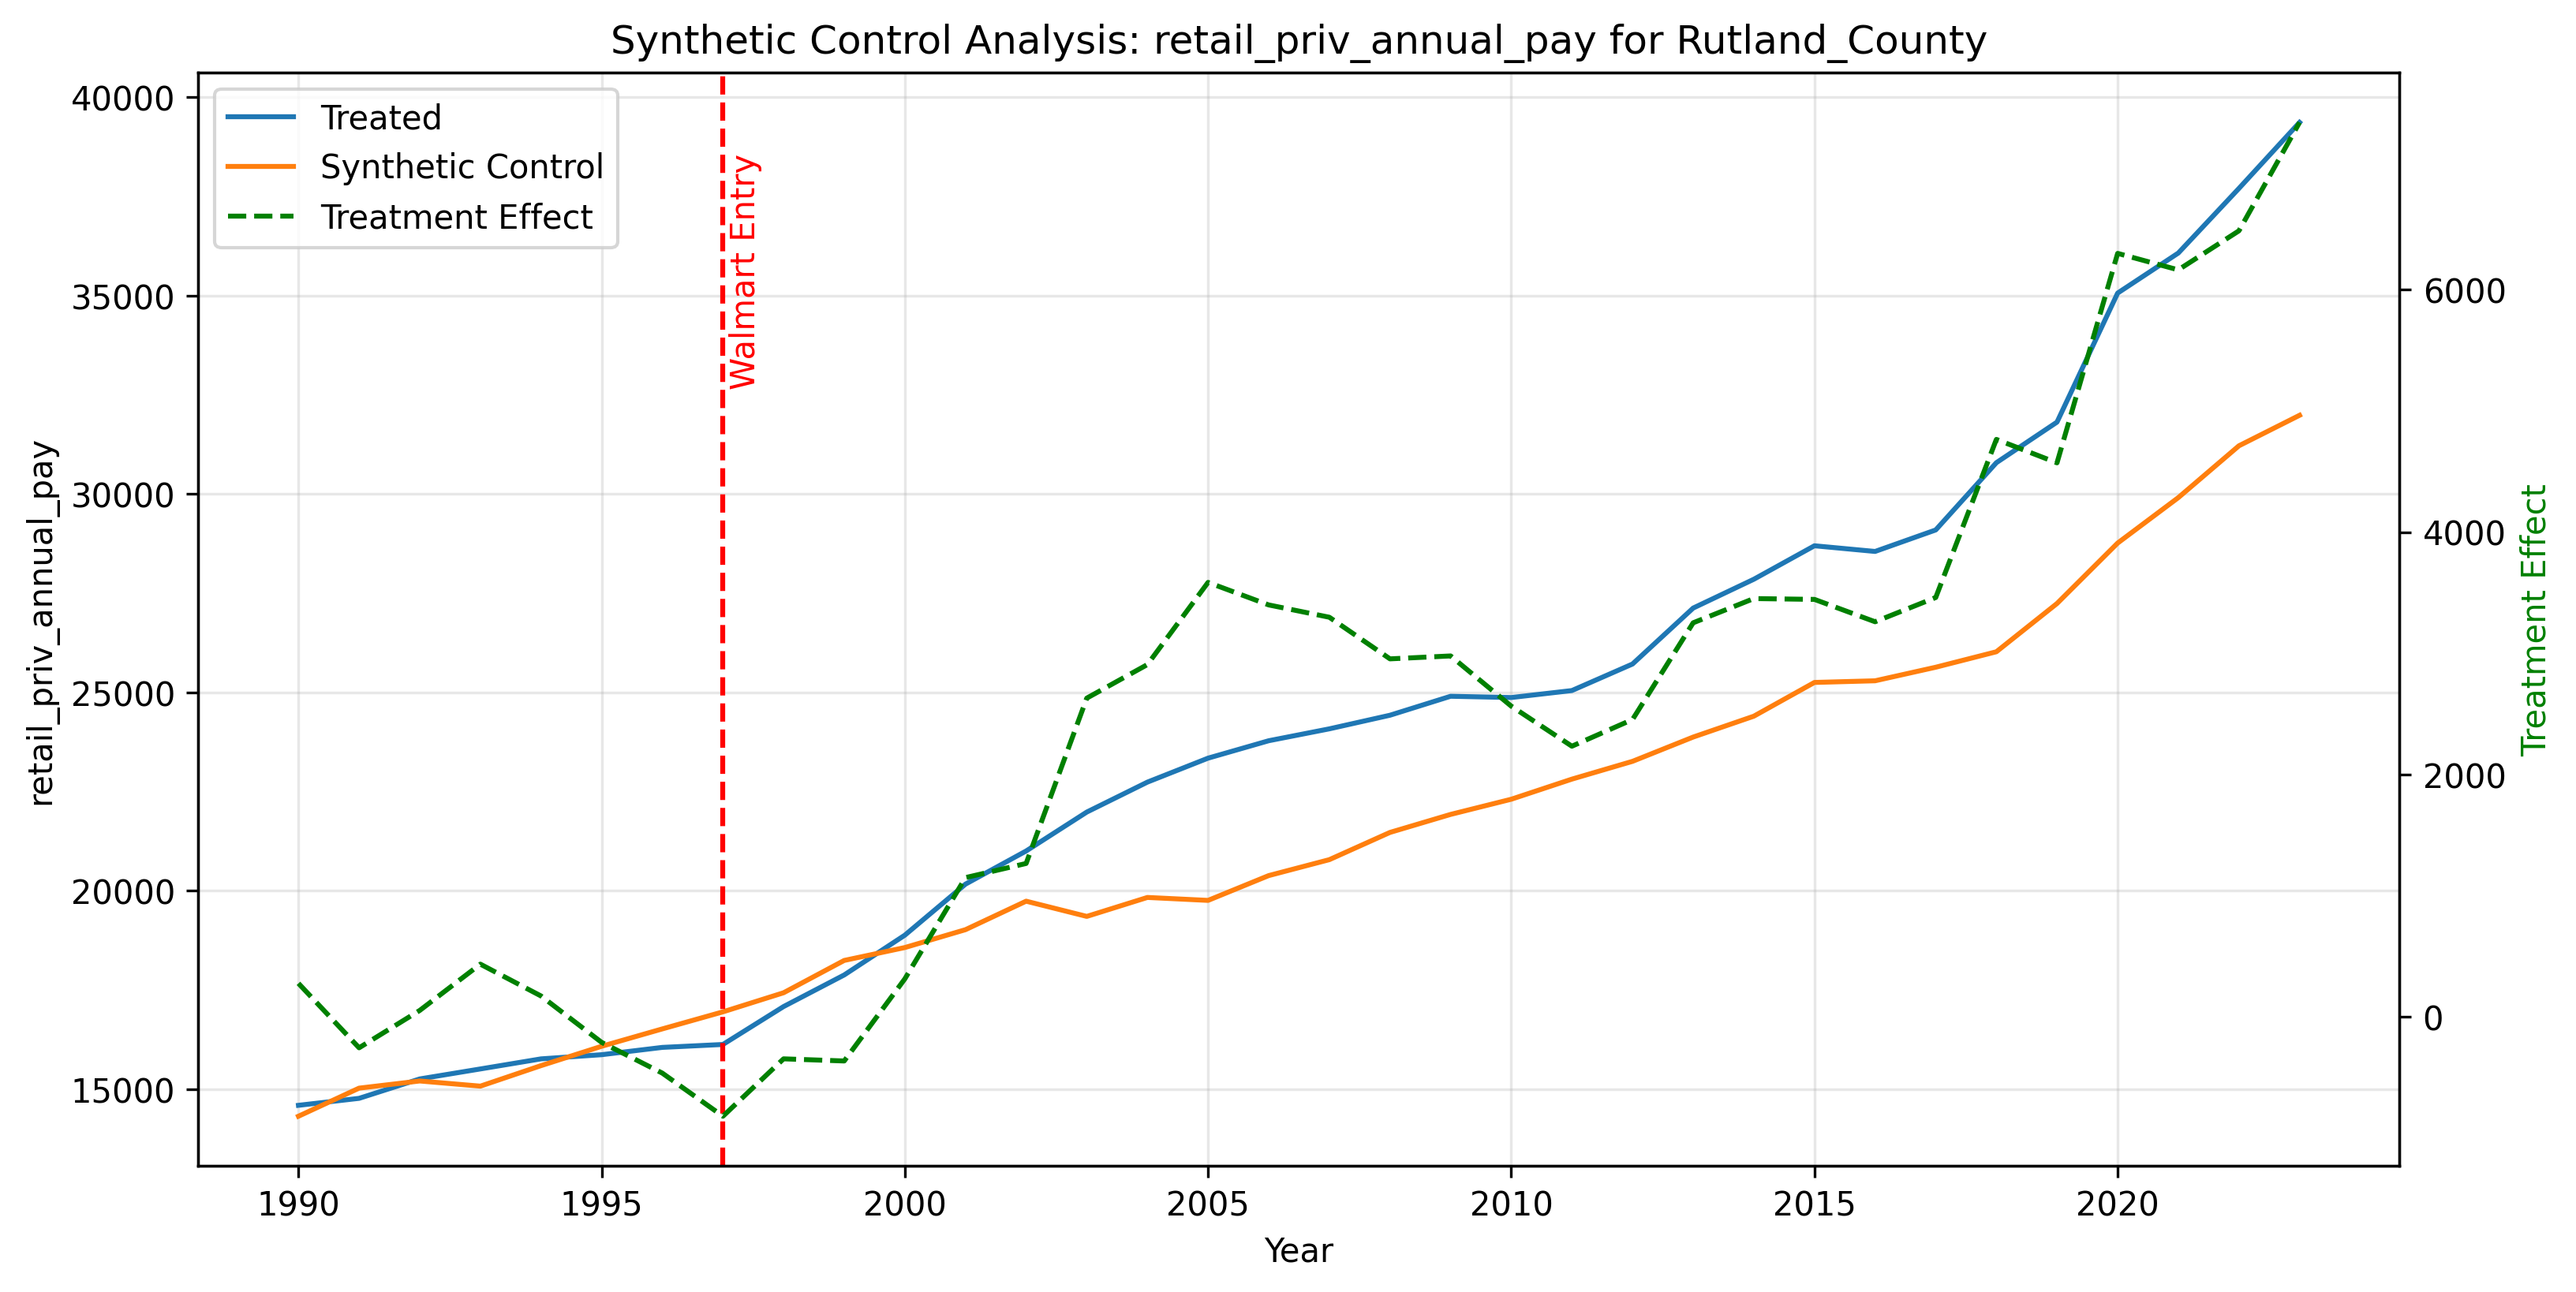 Synthetic Control Analysis: retail_priv_annual_pay for Rutland_County
Treated
Synthetic Control
Treatment Effect
Walmart Entry
retail_priv_annual_pay
40000
35000
30000
25000
20000
15000
6000
4000
2000
0
Treatment Effect
1990
1995
2000
2005
2010
2015
2020
Year